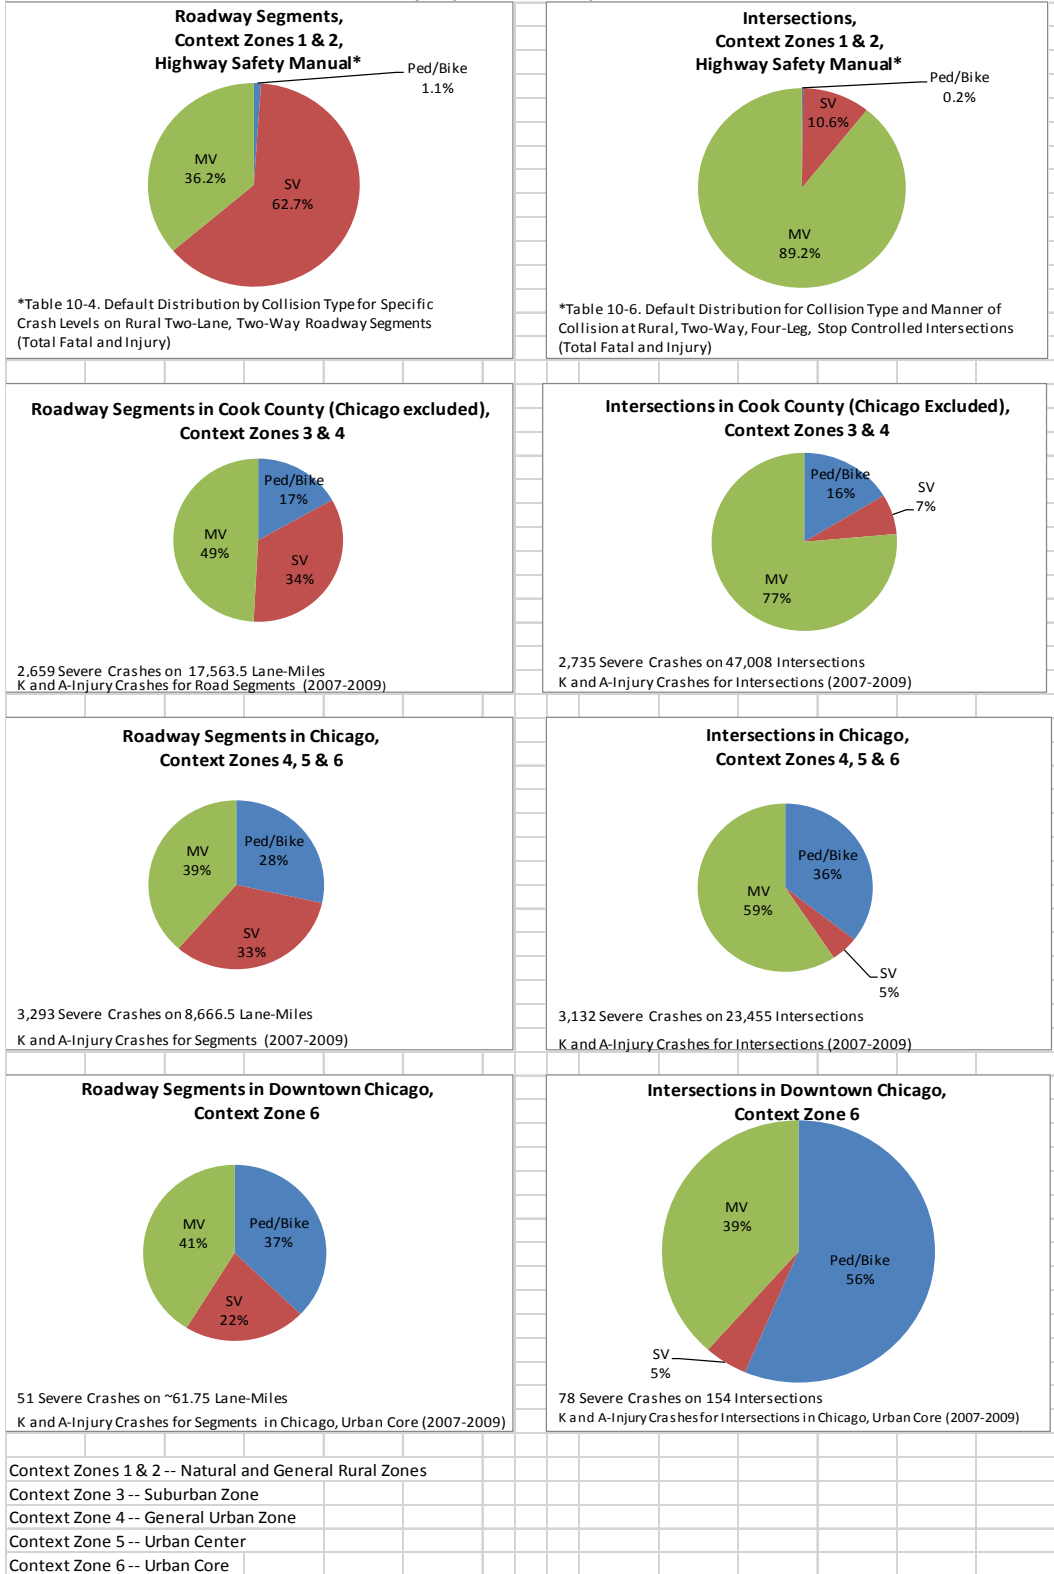 Roadway Segments,
Context Zones 1 & 2,
Highway Safety Manual*
Ped/Bike
1.1%
MV
36.2%
SV
62.7%
*Table 10-4. Default Distribution by Collision Type for Specific
Crash Levels on Rural Two-Lane, Two-Way Roadway Segments
(Total Fatal and Injury)
Intersections,
Context Zones 1 & 2,
Highway Safety Manual*
Ped/Bike
0.2%
SV
10.6%
MV
89.2%
*Table 10-6. Default Distribution for Collision Type and Manner of
Collision at Rural, Two-Way, Four-Leg, Stop Controlled Intersections
(Total Fatal and Injury)
Roadway Segments in Cook County (Chicago excluded),
Context Zones 3 & 4
Ped/Bike
17%
MV
49%
SV
34%
2,659 Severe Crashes on 17,563.5 Lane-Miles
K and A-Injury Crashes for Road Segments (2007-2009)
Intersections in Cook County (Chicago Excluded),
Context Zones 3 & 4
Ped/Bike
16%
SV
7%
MV
77%
2,735 Severe Crashes on 47,008 Intersections
K and A-Injury Crashes for Intersections (2007-2009)
Roadway Segments in Chicago,
Context Zones 4, 5 & 6
Ped/Bike
28%
MV
39%
SV
33%
3,293 Severe Crashes on 8,666.5 Lane-Miles
K and A-Injury Crashes for Segments (2007-2009)
Intersections in Chicago,
Context Zones 4, 5 & 6
Ped/Bike
36%
MV
59%
SV
5%
3,132 Severe Crashes on 23,455 Intersections
K and A-Injury Crashes for Intersections (2007-2009)
Roadway Segments in Downtown Chicago,
Context Zone 6
MV
41%
Ped/Bike
37%
SV
22%
51 Severe Crashes on ~61.75 Lane-Miles
K and A-Injury Crashes for Segments in Chicago, Urban Core (2007-2009)
Intersections in Downtown Chicago,
Context Zone 6
MV
39%
Ped/Bike
56%
SV
5%
78 Severe Crashes on 154 Intersections
K and A-Injury Crashes for Intersections in Chicago, Urban Core (2007-2009)
Context Zones 1 & 2 -- Natural and General Rural Zones
Context Zone 3 -- Suburban Zone
Context Zone 4 -- General Urban Zone
Context Zone 5 -- Urban Center
Context Zone 6 -- Urban Core